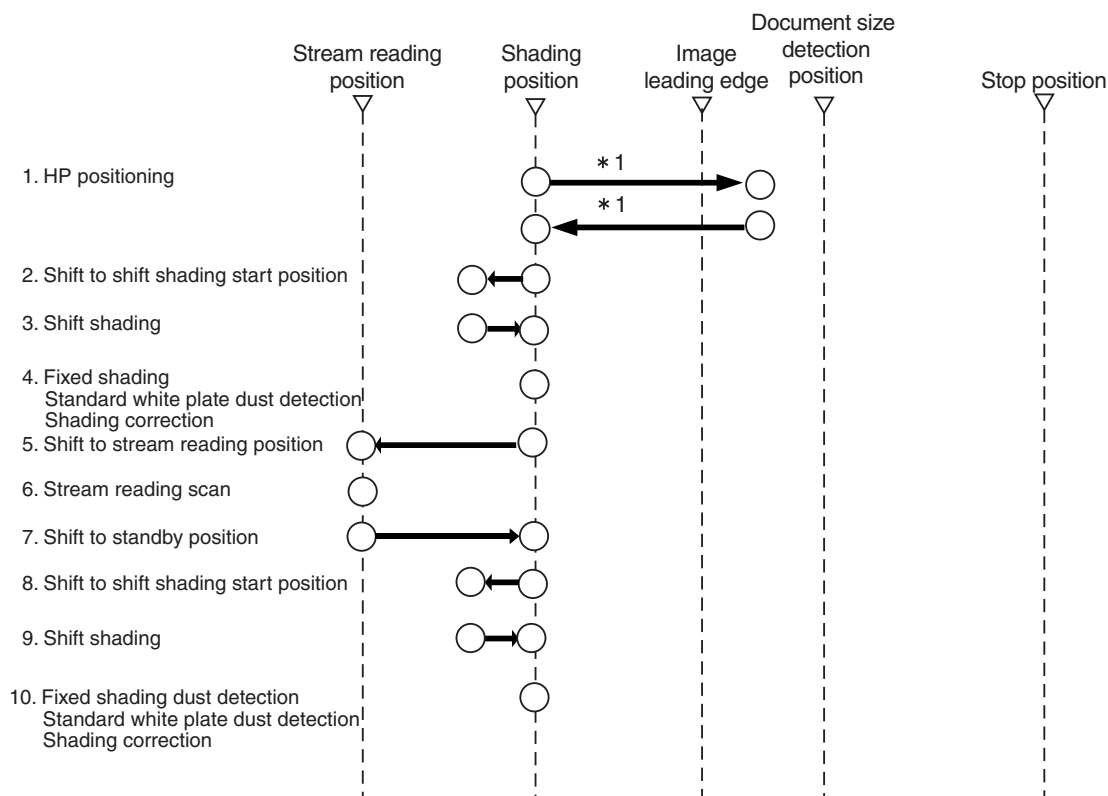 Stream reading
position
Shading
position
Image
leading edge
Document size
detection
position
Stop position
1. HP positioning
*1
*1
2. Shift to shift shading start position
3. Shift shading
4. Fixed shading
Standard white plate dust detection
Shading correction
5. Shift to stream reading position
6. Stream reading scan
7. Shift to standby position
8. Shift to shift shading start position
9. Shift shading
10. Fixed shading dust detection
Standard white plate dust detection
Shading correction